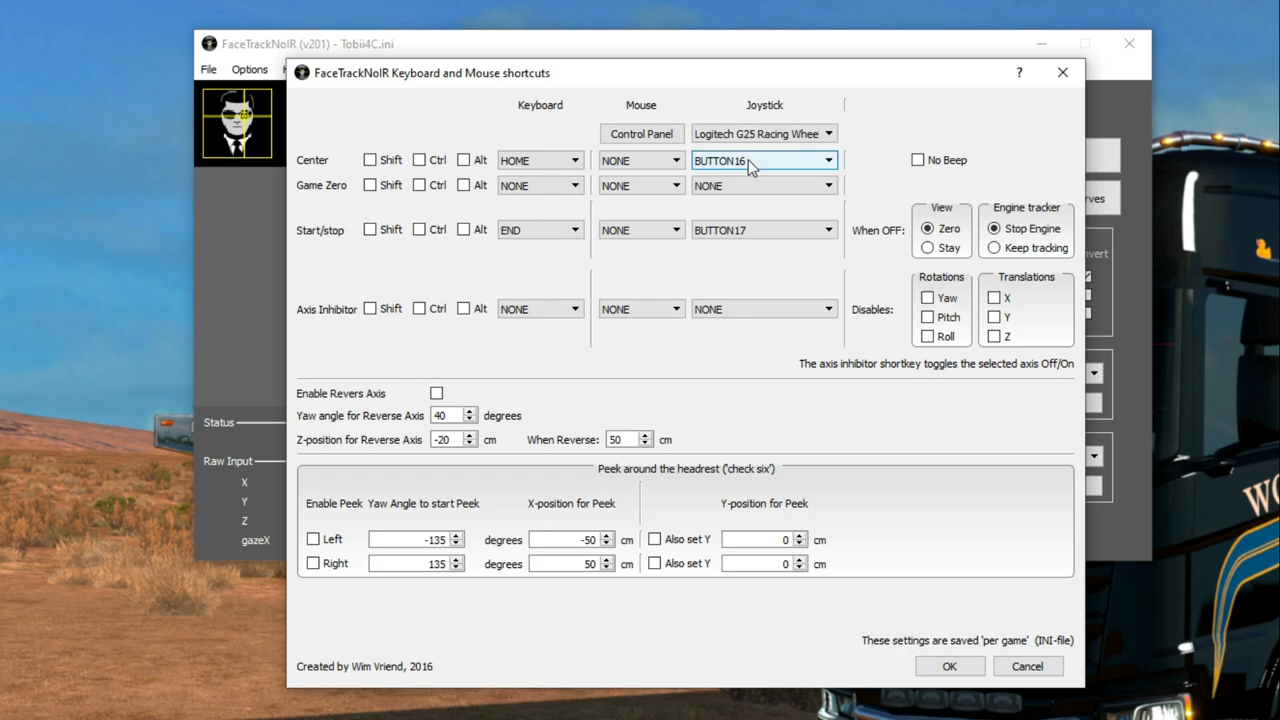 FaceTrackNoIR (v201) - Tobii4C.ini
File Options
FaceTrackNoIR Keyboard and Mouse shortcuts
Keyboard Mouse Joystick
Control Panel Logitech G25 Racing Whee
Center Shift Ctrl Alt HOME NONE BUTTON16 No Beep
Game Zero Shift Ctrl Alt NONE NONE NONE
View Engine tracker
Start/stop Shift Ctrl Alt END NONE BUTTON17 When OFF: Zero Stop Engine
Stay Keep tracking
Rotations Translations
Axis Inhibitor Shift Ctrl Alt NONE NONE NONE Disables: Yaw X
Pitch Y
Roll Z
The axis inhibitor shortkey toggles the selected axis Off/On
Enable Revers Axis
Yaw angle for Reverse Axis 40 degrees
Z-position for Reverse Axis -20 cm When Reverse: 50 cm
Peek around the headrest ('check six')
Enable Peek Yaw Angle to start Peek X-position for Peek Y-position for Peek
Left -135 degrees -50 cm Also set Y 0 cm
Right 135 degrees 50 cm Also set Y 0 cm
These settings are saved 'per game' (INI-file)
Created by Wim Vriend, 2016 OK Cancel
Status
Raw Input
X
Y
Z
gazeX
rves
nvert
WO